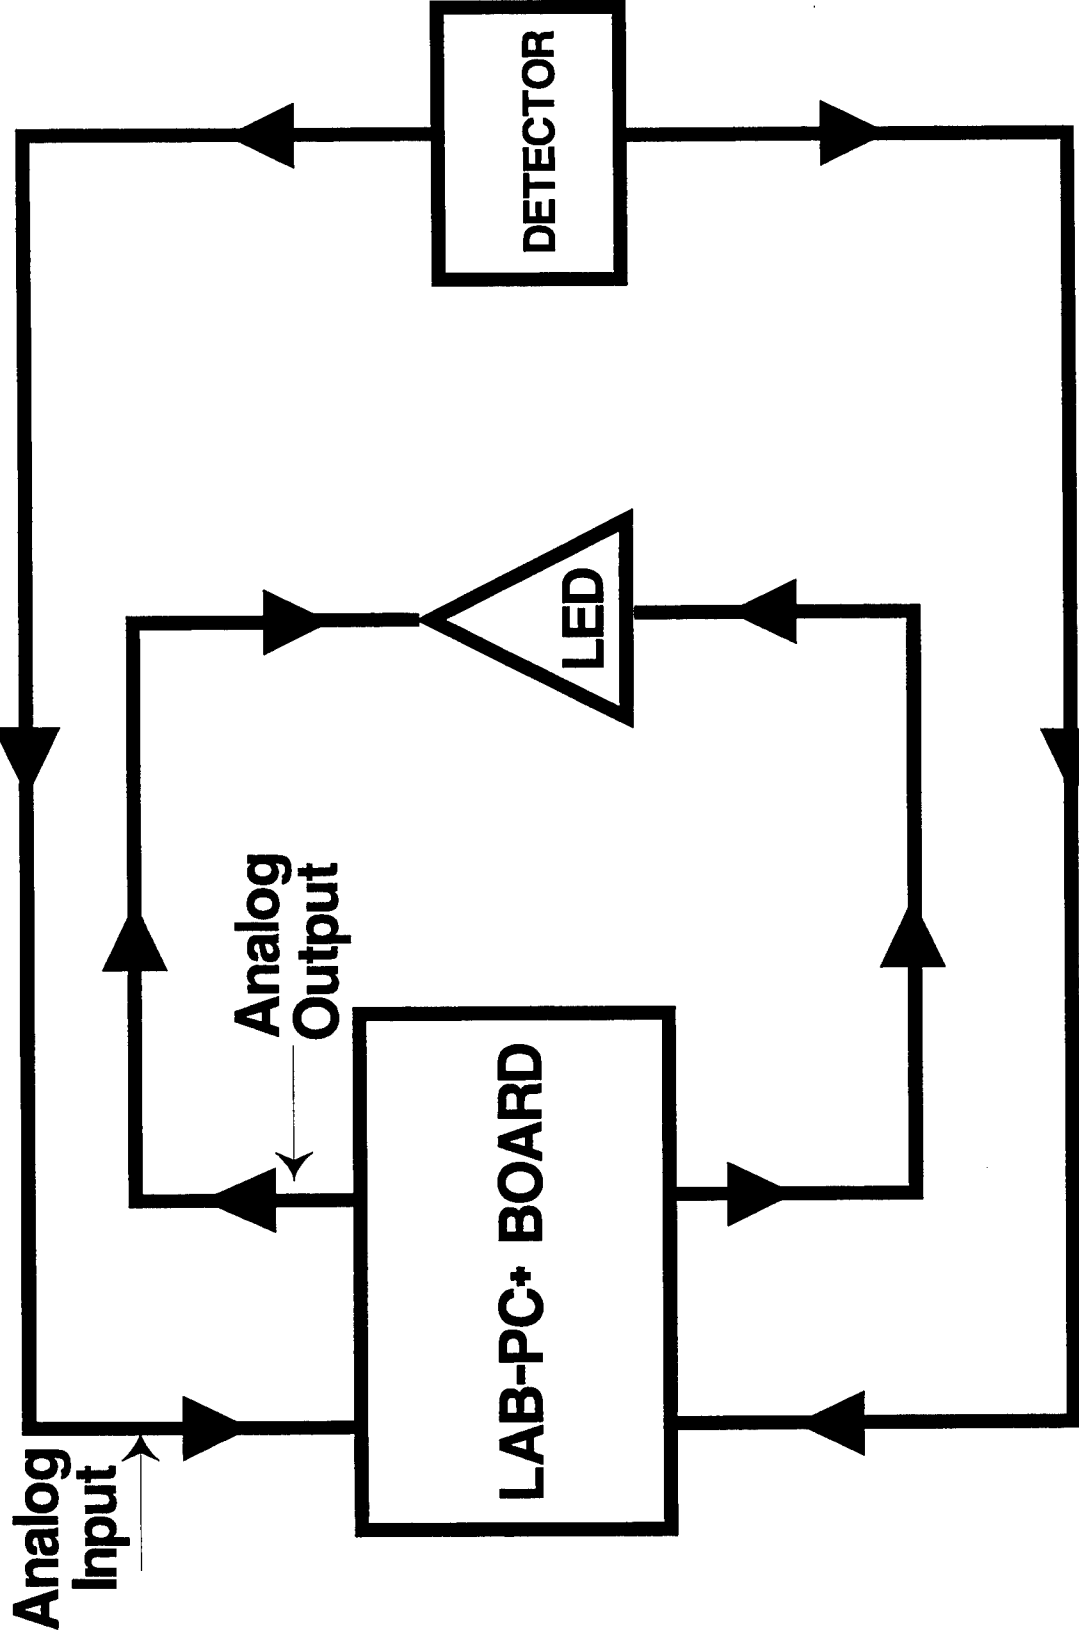 Analog
Input
Analog
Output
LAB-PC+ BOARD
LED
DETECTOR